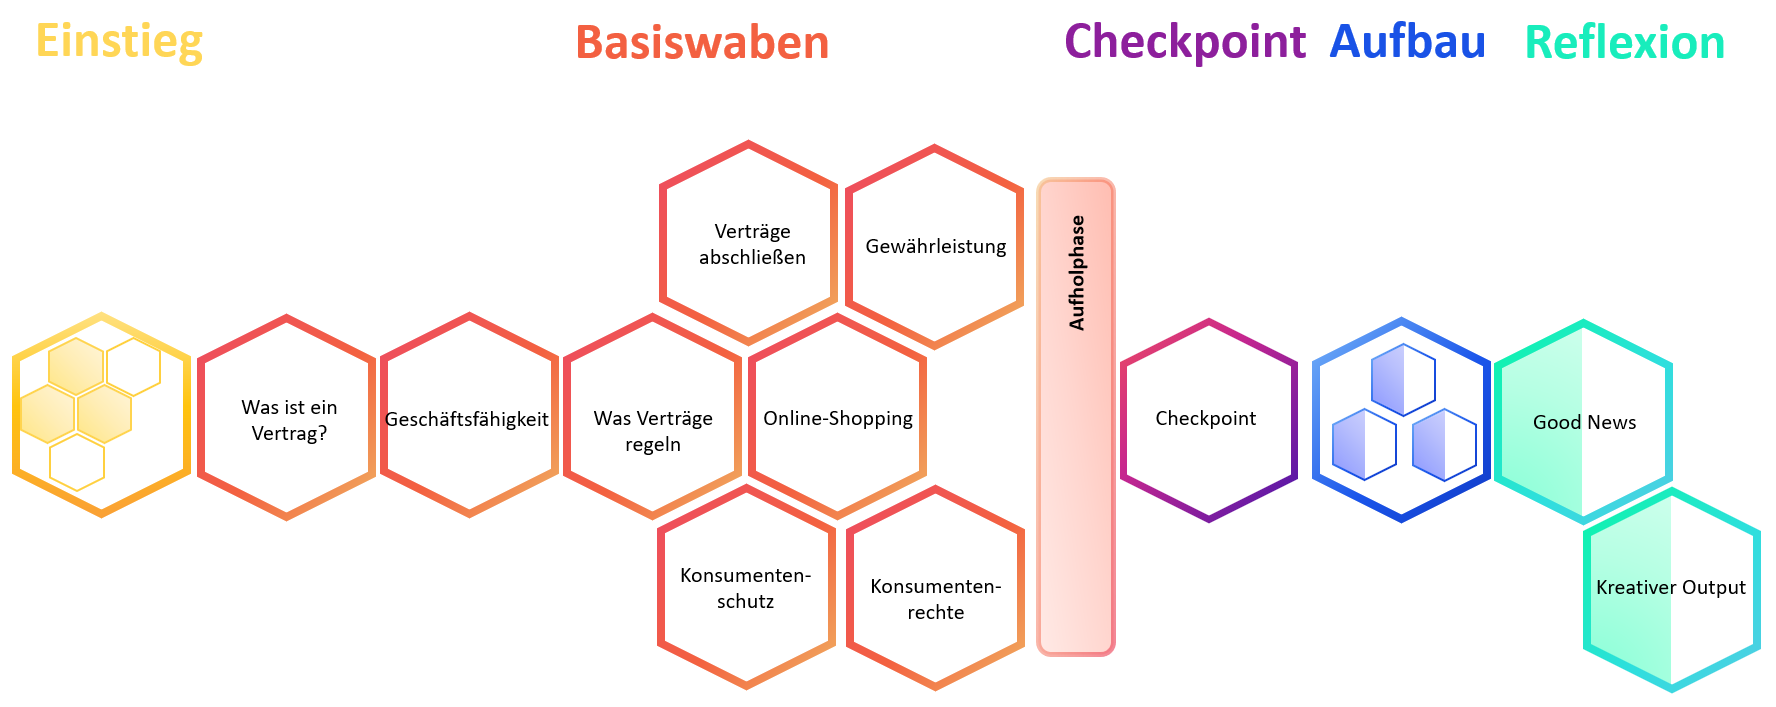 Einstieg
Basiswaben
Checkpoint
Aufbau
Reflexion
Verträge
abschließen
Gewährleistung
Aufholphase
Was ist ein
Vertrag?
Geschäftsfähigkeit
Was Verträge
regeln
Online-Shopping
Checkpoint
Good News
Konsumenten-
schutz
Konsumenten-
rechte
Kreativer Output